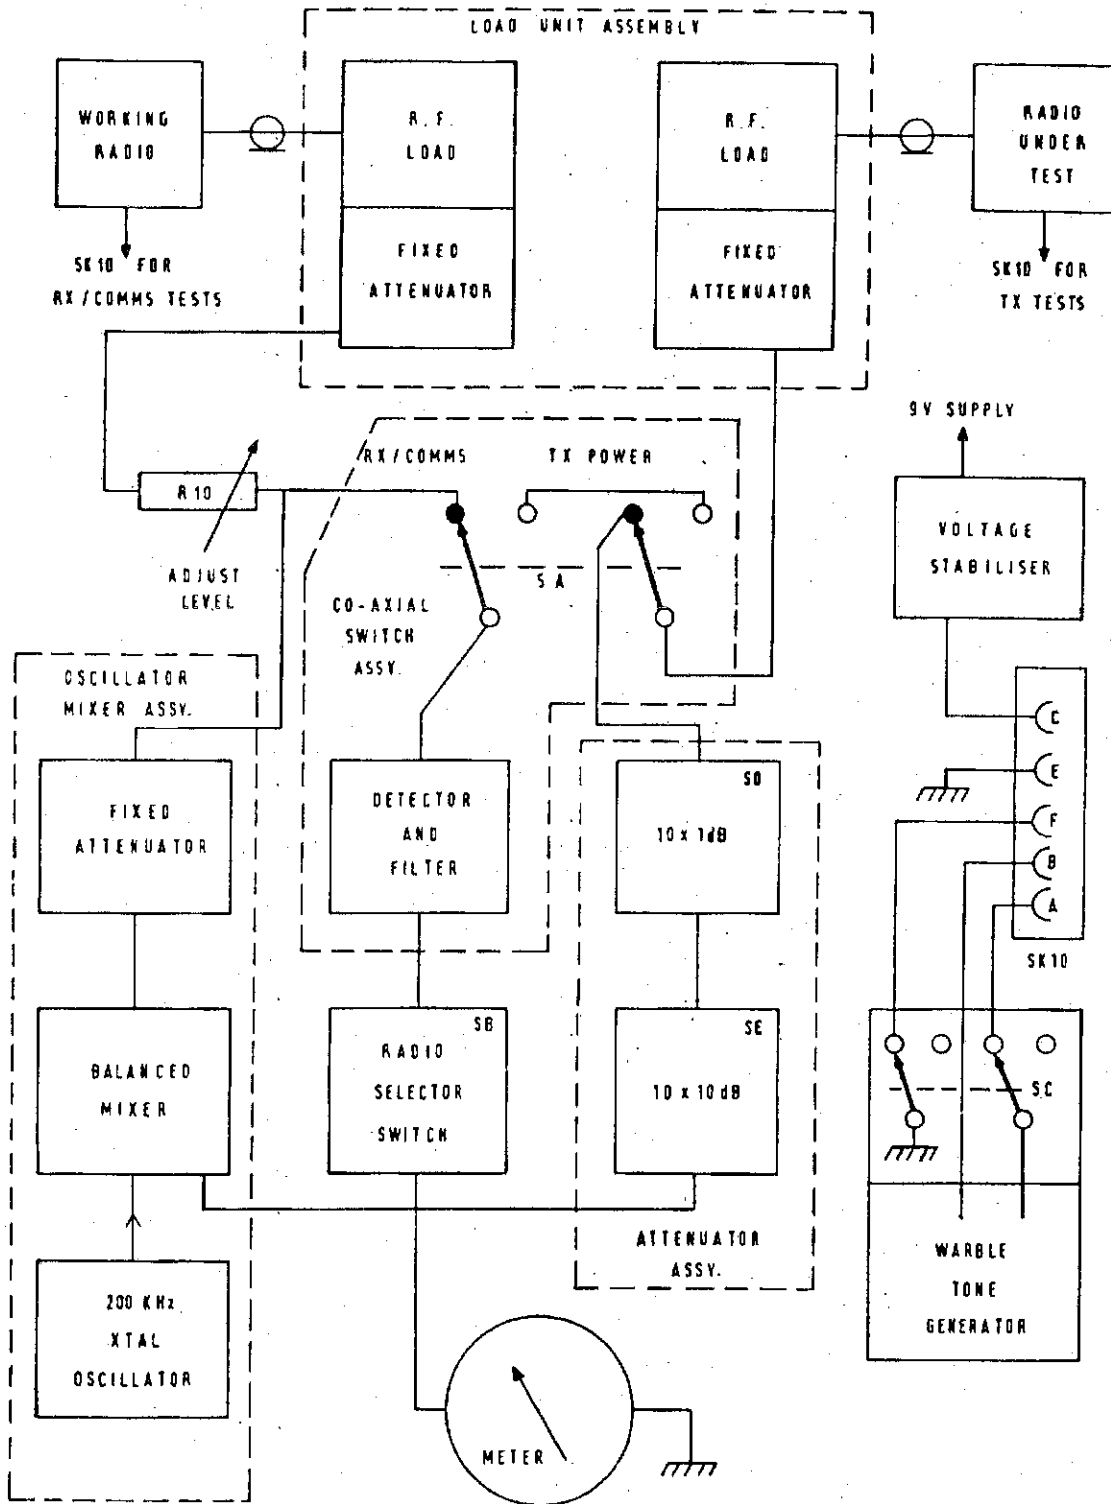 LOAD UNIT ASSEMBLY
WORKING
RADIO
R.F.
LOAD
R.F.
LOAD
RADIO
UNDER
TEST
FIXED
ATTENUATOR
FIXED
ATTENUATOR
SK10 FOR
RX/COMMS TESTS
SK10 FOR
TX TESTS
9V SUPPLY
RX/COMMS
TX POWER
R10
ADJUST
LEVEL
SA
CO-AXIAL
SWITCH
ASSY.
VOLTAGE
STABILISER
OSCILLATOR
MIXER ASSY.
C
E
F
B
A
SK10
FIXED
ATTENUATOR
DETECTOR
AND
FILTER
SD
10 x 1dB
BALANCED
MIXER
SB
RADIO
SELECTOR
SWITCH
SE
10 x 10dB
SC
ATTENUATOR
ASSY.
WARBLE
TONE
GENERATOR
200 KHz
XTAL
OSCILLATOR
METER